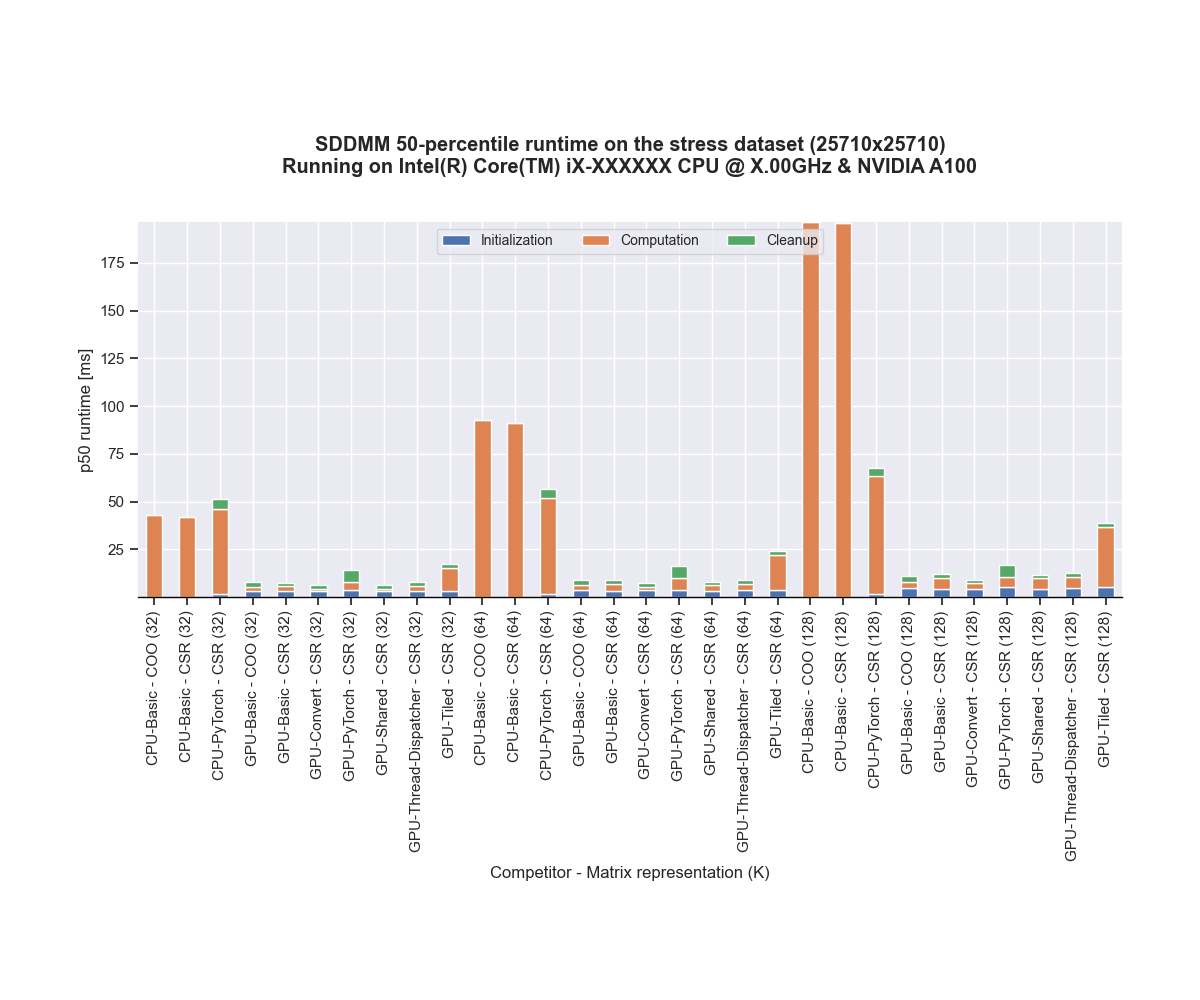 SDDMM 50-percentile runtime on the stress dataset (25710x25710)
Running on Intel(R) Core(TM) iX-XXXXXX CPU @ X.00GHz & NVIDIA A100
Initialization
Computation
Cleanup
p50 runtime [ms]
175
150
125
100
75
50
25
CPU-Basic - COO (32)
CPU-Basic - CSR (32)
CPU-PyTorch - CSR (32)
GPU-Basic - COO (32)
GPU-Basic - CSR (32)
GPU-Convert - CSR (32)
GPU-PyTorch - CSR (32)
GPU-Shared - CSR (32)
GPU-Thread-Dispatcher - CSR (32)
GPU-Tiled - CSR (32)
CPU-Basic - COO (64)
CPU-Basic - CSR (64)
CPU-PyTorch - CSR (64)
GPU-Basic - COO (64)
GPU-Basic - CSR (64)
GPU-Convert - CSR (64)
GPU-PyTorch - CSR (64)
GPU-Shared - CSR (64)
GPU-Thread-Dispatcher - CSR (64)
GPU-Tiled - CSR (64)
CPU-Basic - COO (128)
CPU-Basic - CSR (128)
CPU-PyTorch - CSR (128)
GPU-Basic - COO (128)
GPU-Basic - CSR (128)
GPU-Convert - CSR (128)
GPU-PyTorch - CSR (128)
GPU-Shared - CSR (128)
GPU-Thread-Dispatcher - CSR (128)
GPU-Tiled - CSR (128)
Competitor - Matrix representation (K)